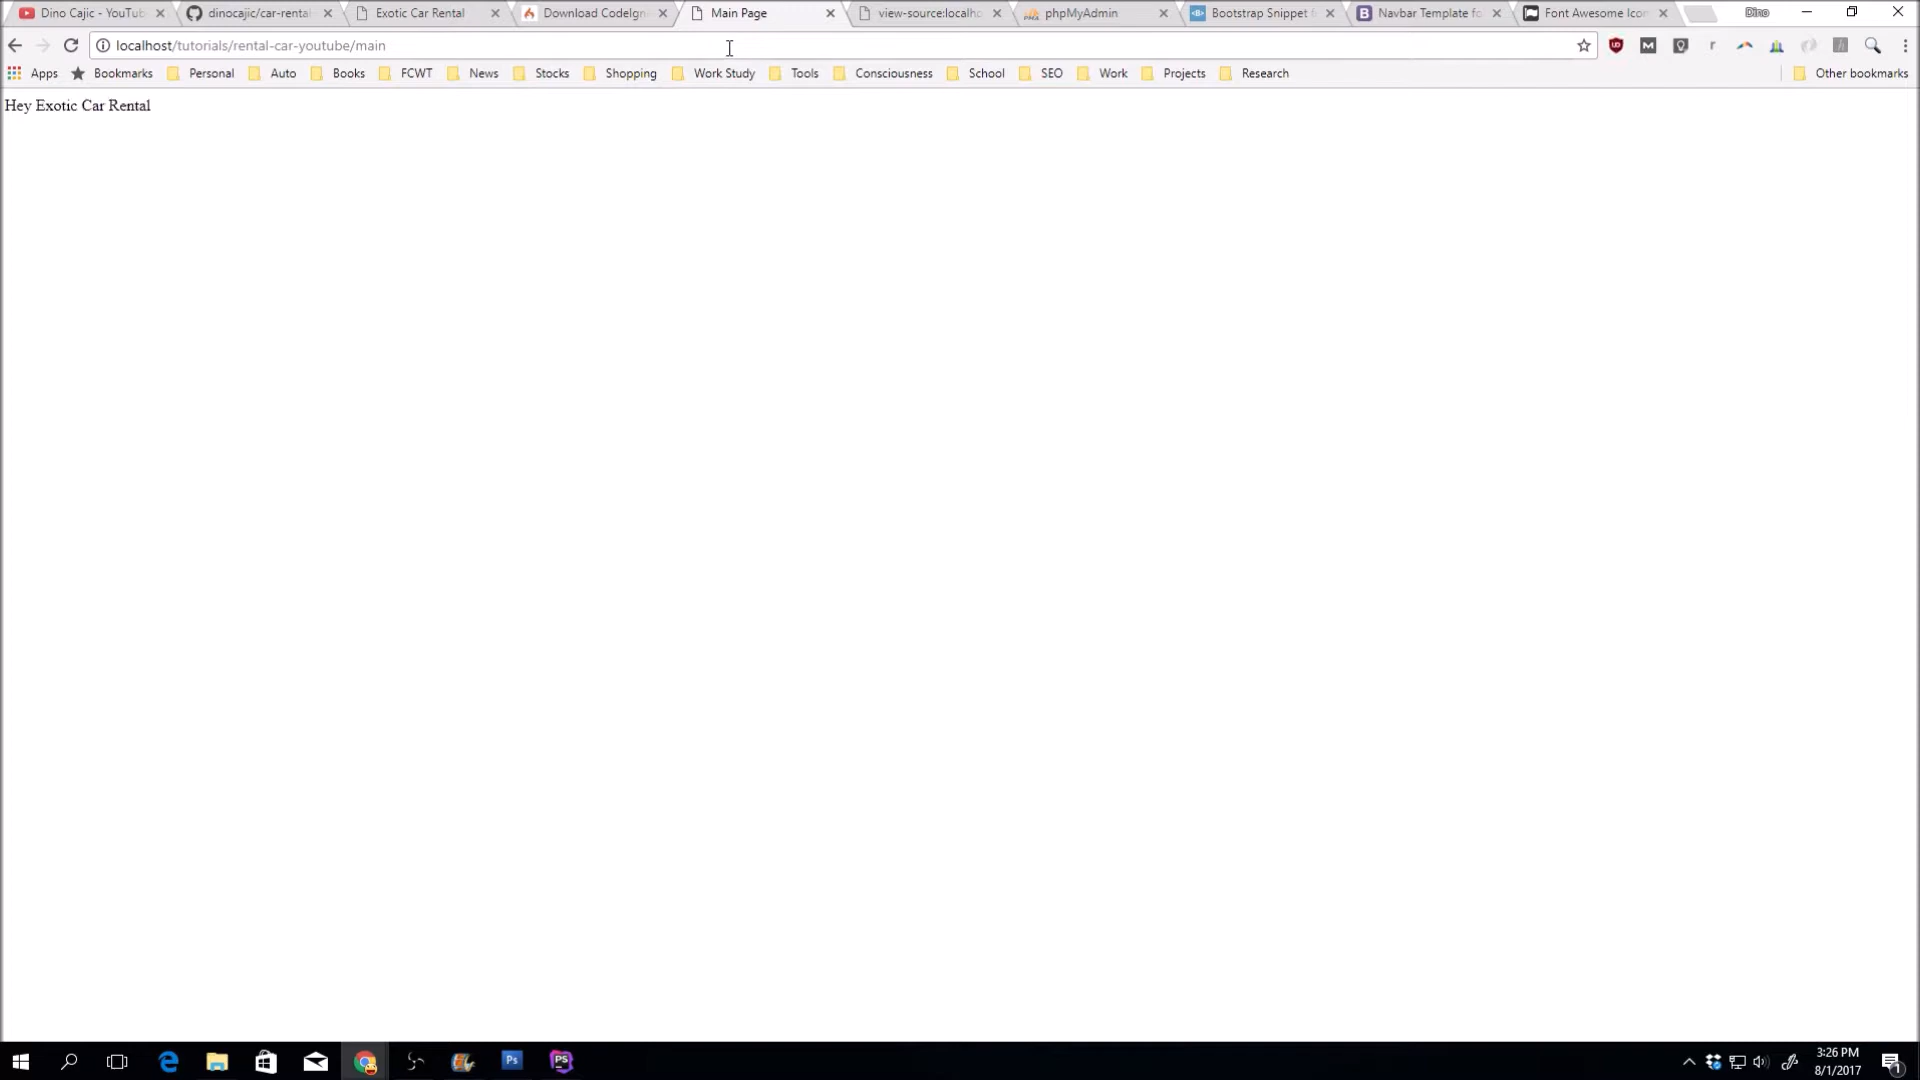 Dino Cajic - YouTub
dinocajic/car-renta
Exotic Car Rental
Download CodeIgn
Main Page
view-source:localho
phpMyAdmin
Bootstrap Snippet f
Navbar Template fo
Font Awesome Icon
Dino
localhost/tutorials/rental-car-youtube/main
Apps
Bookmarks
Personal
Auto
Books
FCWT
News
Stocks
Shopping
Work Study
Tools
Consciousness
School
SEO
Work
Projects
Research
Other bookmarks
Hey Exotic Car Rental
3:26 PM
8/1/2017